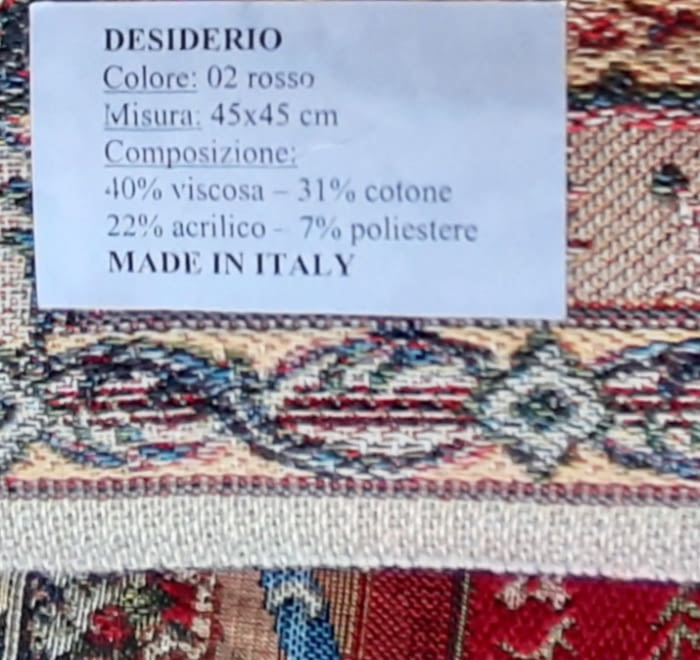 DESIDERIO
Colore: 02 rosso
Misura: 45x45 cm
Composizione:
40% viscosa – 31% cotone
22% acrilico - 7% poliestere
MADE IN ITALY